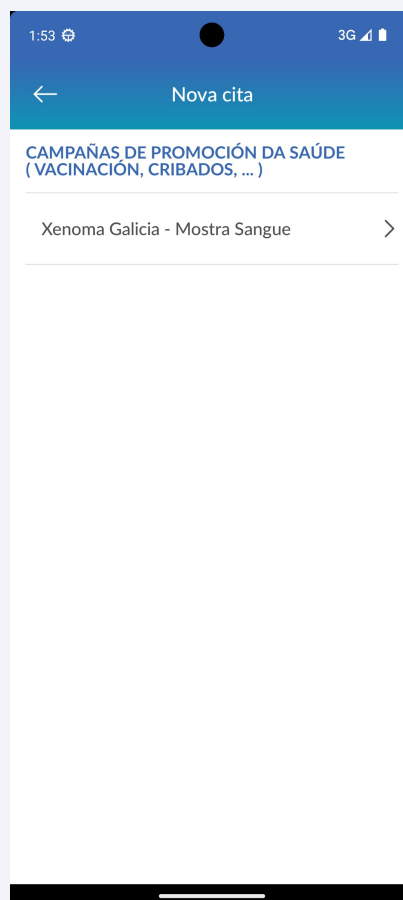 1:53 3G
Nova cita
CAMPAÑAS DE PROMOCIÓN DA SAÚDE
( VACINACIÓN, CRIBADOS, ... )
Xenoma Galicia - Mostra Sangue